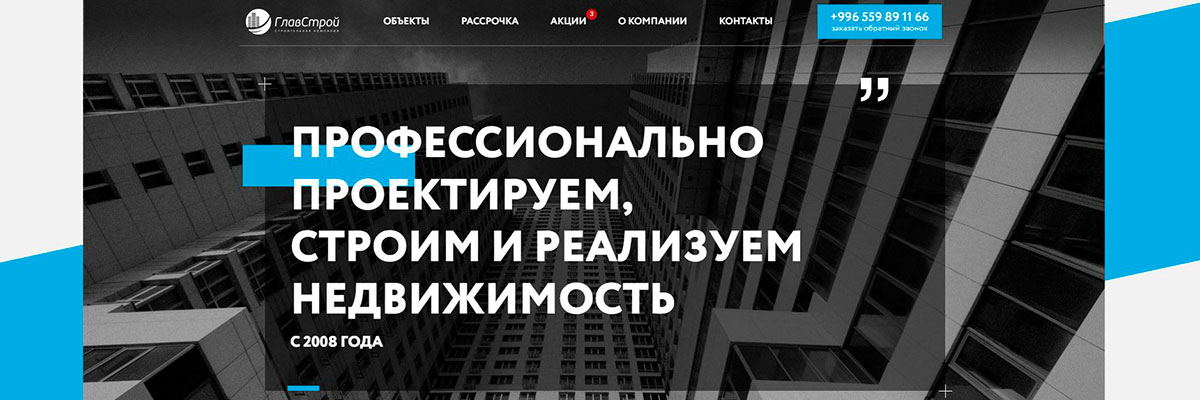 ГлавСтрой
СТРОИТЕЛЬНАЯ КОМПАНИЯ
ОБЪЕКТЫ
РАССРОЧКА
АКЦИИ 3
О КОМПАНИИ
КОНТАКТЫ
+996 559 89 11 66
заказать обратный звонок
”
ПРОФЕССИОНАЛЬНО
ПРОЕКТИРУЕМ,
СТРОИМ И РЕАЛИЗУЕМ
НЕДВИЖИМОСТЬ
С 2008 ГОДА